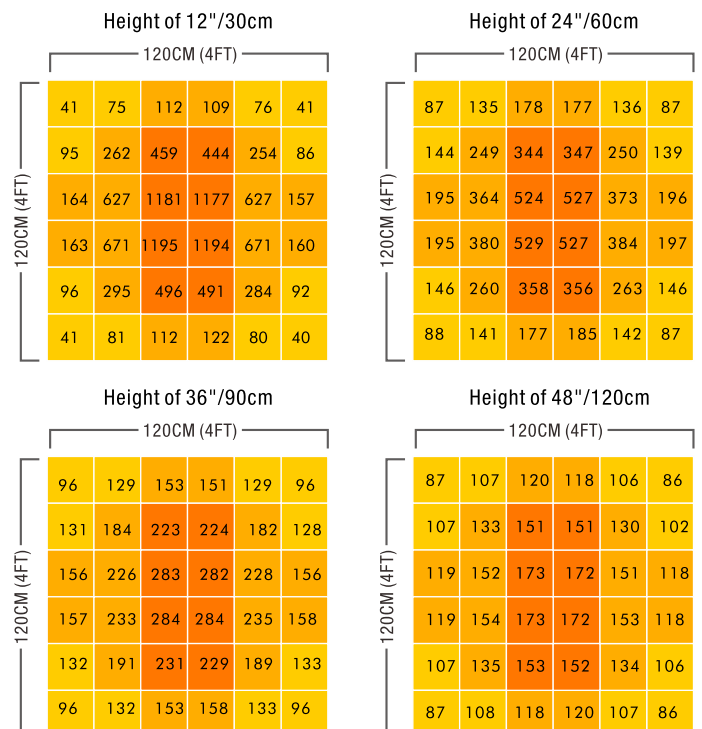 Height of 12"/30cm
120CM (4FT)
120CM (4FT)
41 75 112 109 76 41
95 262 459 444 254 86
164 627 1181 1177 627 157
163 671 1195 1194 671 160
96 295 496 491 284 92
41 81 112 122 80 40
Height of 24"/60cm
120CM (4FT)
120CM (4FT)
87 135 178 177 136 87
144 249 344 347 250 139
195 364 524 527 373 196
195 380 529 527 384 197
146 260 358 356 263 146
88 141 177 185 142 87
Height of 36"/90cm
120CM (4FT)
120CM (4FT)
96 129 153 151 129 96
131 184 223 224 182 128
156 226 283 282 228 156
157 233 284 284 235 158
132 191 231 229 189 133
96 132 153 158 133 96
Height of 48"/120cm
120CM (4FT)
120CM (4FT)
87 107 120 118 106 86
107 133 151 151 130 102
119 152 173 172 151 118
119 154 173 172 153 118
107 135 153 152 134 106
87 108 118 120 107 86